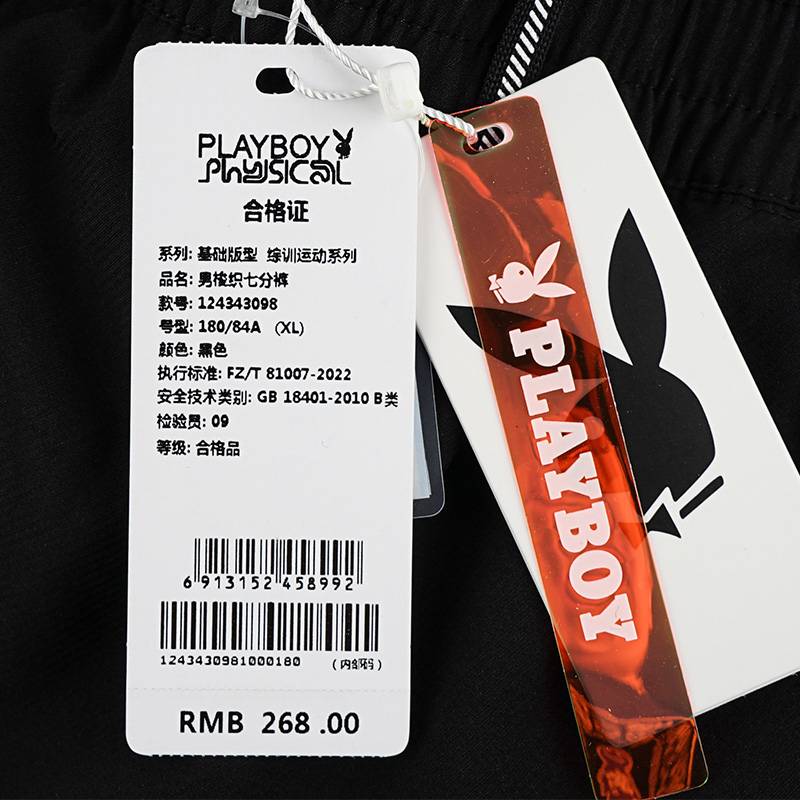 PLAYBOY
PHYSICAL
合格证
系列: 基础版型 综训运动系列
品名: 男梭织七分裤
款号: 124343098
号型: 180/84A (XL)
颜色: 黑色
执行标准: FZ/T 81007-2022
安全技术类别: GB 18401-2010 B类
检验员: 09
等级: 合格品
6 913152 458992
1243430981000180 (内部码)
RMB 268 .00
PLAYBOY